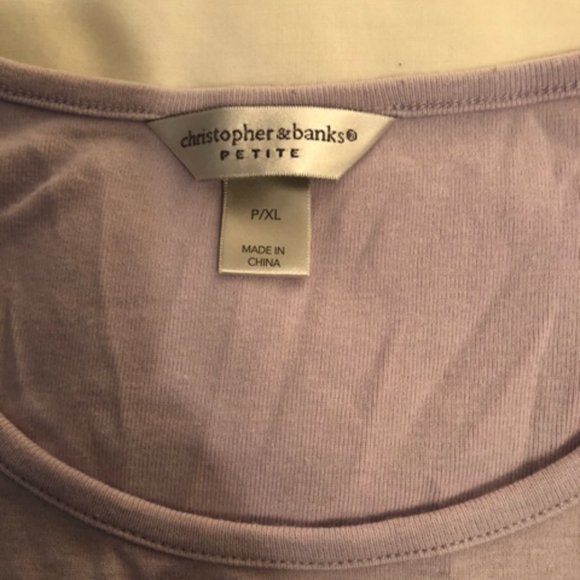 christopher & banks®
PETITE
P/XL
MADE IN
CHINA